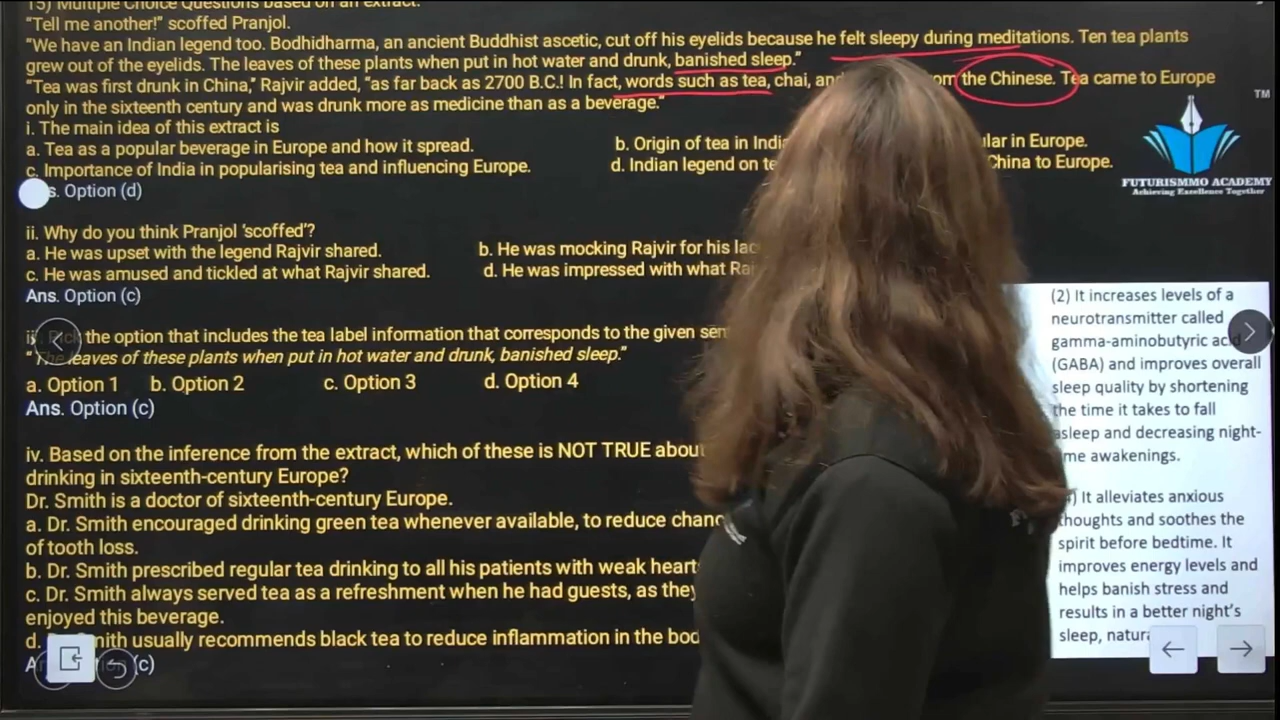 15) Multiple Choice Questions based on an extract.
“Tell me another!” scoffed Pranjol.
“We have an Indian legend too. Bodhidharma, an ancient Buddhist ascetic, cut off his eyelids because he felt sleepy during meditations. Ten tea plants
grew out of the eyelids. The leaves of these plants when put in hot water and drunk, banished sleep.”
“Tea was first drunk in China,” Rajvir added, “as far back as 2700 B.C.! In fact, words such as tea, chai, the Chinese. Tea came to Europe
only in the sixteenth century and was drunk more as medicine than as a beverage.”
i. The main idea of this extract is
a. Tea as a popular beverage in Europe and how it spread. b. Origin of tea in in Europe.
c. Importance of India in popularising tea and influencing Europe. d. Indian legend on China to Europe.
Option (d)
ii. Why do you think Pranjol ‘scoffed’?
a. He was upset with the legend Rajvir shared. b. He was mocking Rajvir for his
c. He was amused and tickled at what Rajvir shared. d. He was impressed with what
Ans. Option (c)
the option that includes the tea label information that corresponds to the given
“The leaves of these plants when put in hot water and drunk, banished sleep.”
a. Option 1 b. Option 2 c. Option 3 d. Option 4
Ans. Option (c)
iv. Based on the inference from the extract, which of these is NOT TRUE
drinking in sixteenth-century Europe?
Dr. Smith is a doctor of sixteenth-century Europe.
a. Dr. Smith encouraged drinking green tea whenever available, to reduce
of tooth loss.
b. Dr. Smith prescribed regular tea drinking to all his patients with weak
c. Dr. Smith always served tea as a refreshment when he had guests, as they
enjoyed this beverage.
d. usually recommends black tea to reduce inflammation in the
(c)
TM
FUTURISMMO ACADEMY
Achieving Excellence Together
(2) It increases levels of a
neurotransmitter called
gamma-aminobutyric acid
(GABA) and improves overall
sleep quality by shortening
the time it takes to fall
asleep and decreasing night-
awakenings.
It alleviates anxious
thoughts and soothes the
spirit before bedtime. It
improves energy levels and
helps banish stress and
results in a better night’s
sleep,